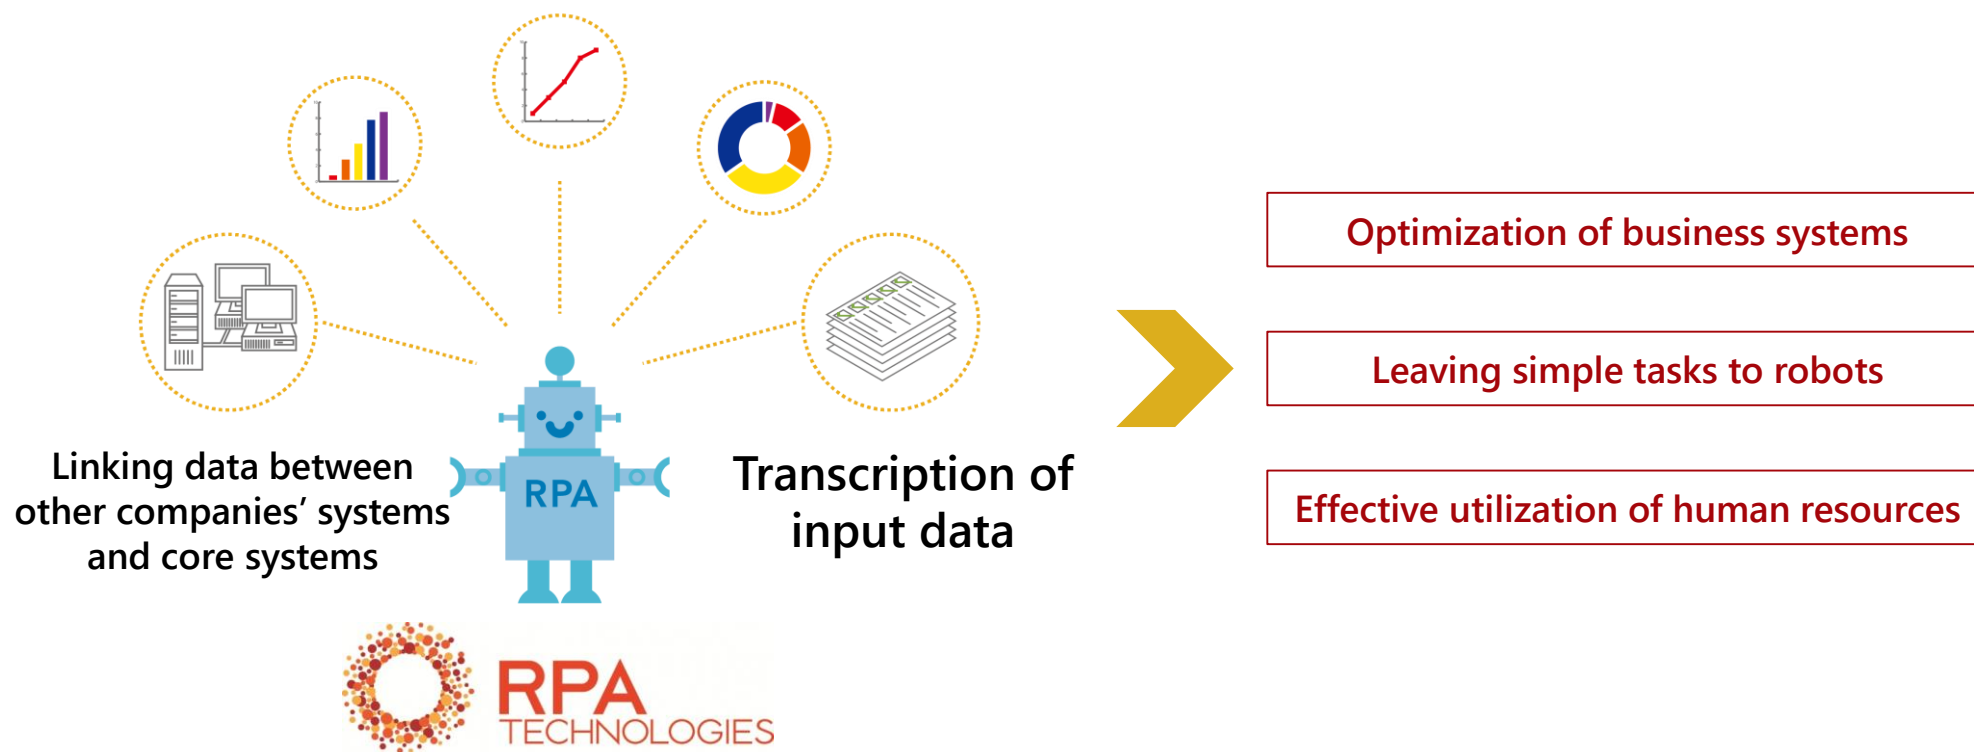 Linking data between
other companies’ systems
and core systems
RPA
Transcription of
input data
RPA
TECHNOLOGIES
Optimization of business systems
Leaving simple tasks to robots
Effective utilization of human resources